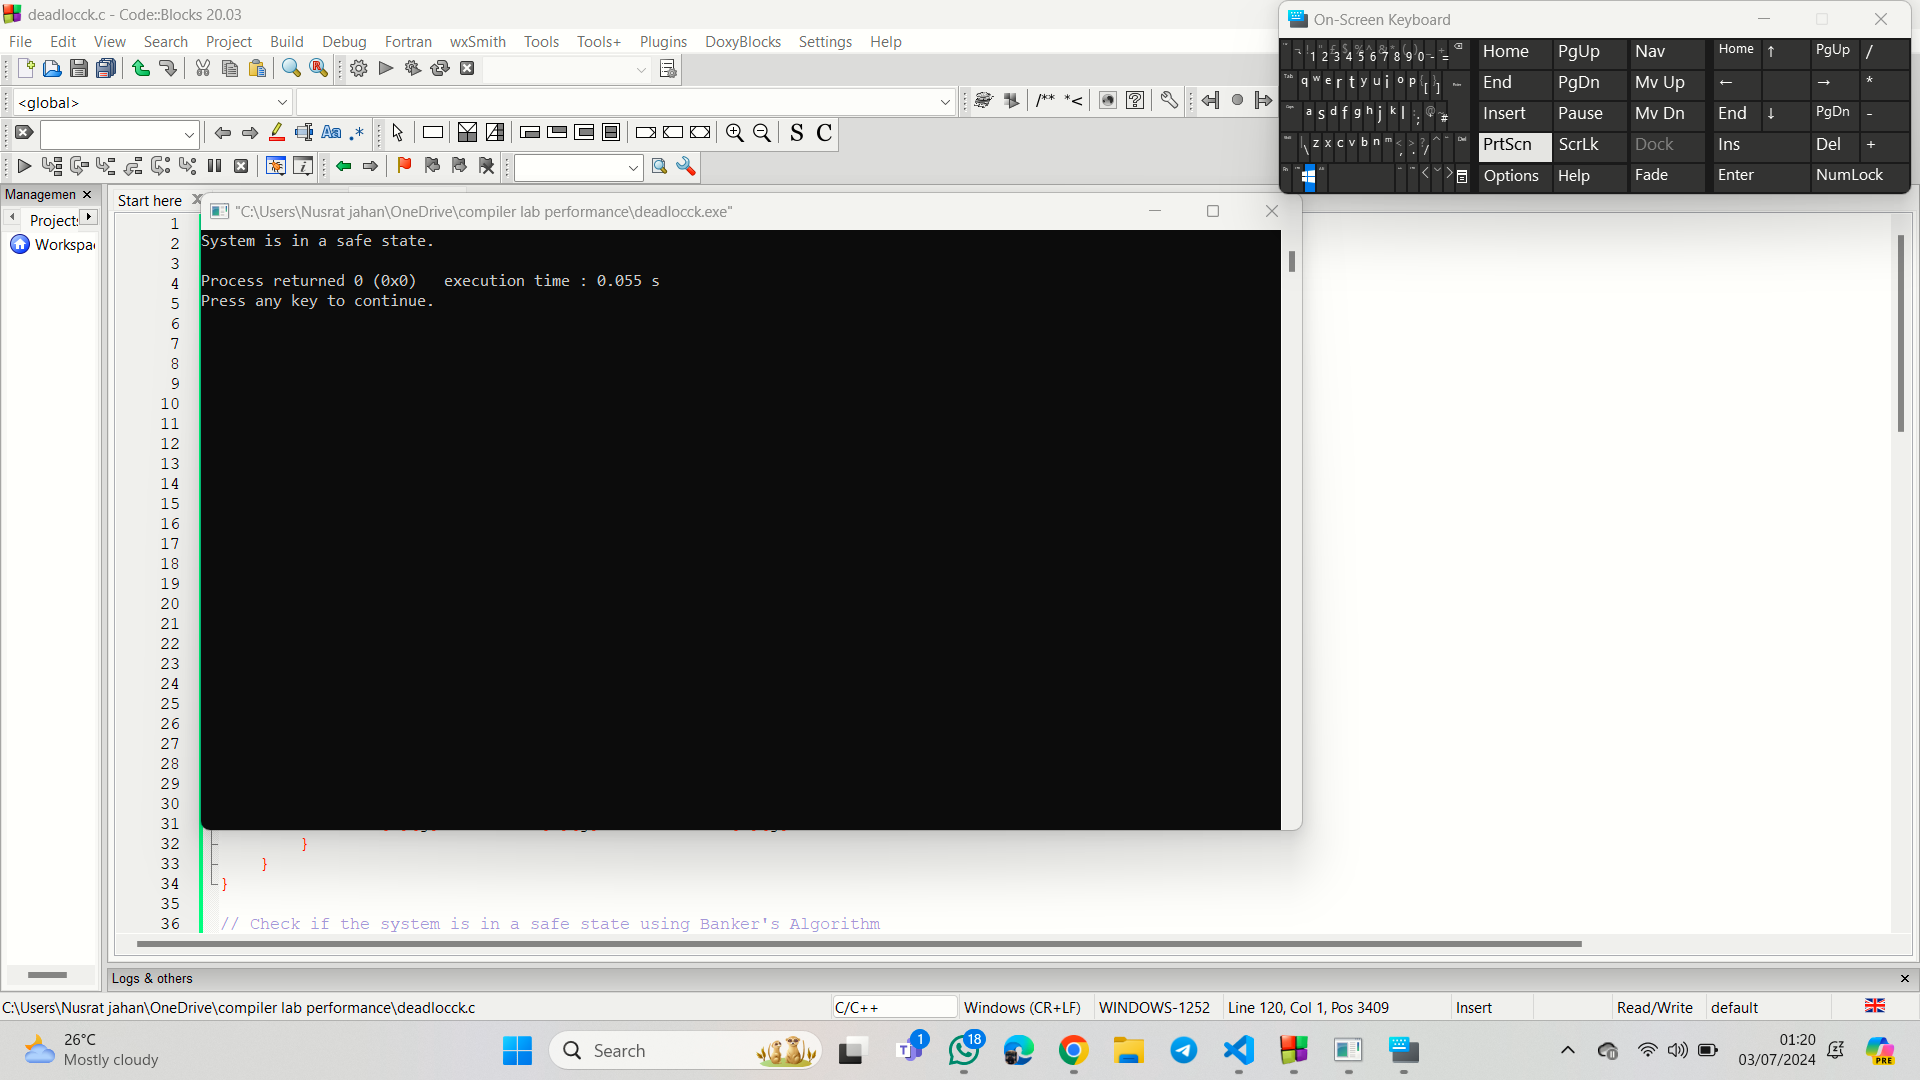 deadlocck.c - Code::Blocks 20.03
File Edit View Search Project Build Debug Fortran wxSmith Tools Tools+ Plugins DoxyBlocks Settings Help
<global>
/** *<
Aa .*
S C
Managemen
Projects
Workspa
Start here
"C:\Users\Nusrat jahan\OneDrive\compiler lab performance\deadlocck.exe"
System is in a safe state.
Process returned 0 (0x0) execution time : 0.055 s
Press any key to continue.
1
2
3
4
5
6
7
8
9
10
11
12
13
14
15
16
17
18
19
20
21
22
23
24
25
26
27
28
29
30
31
32 }
33 }
34 }
35
36 // Check if the system is in a safe state using Banker's Algorithm
On-Screen Keyboard
1 2 3 4 5 6 7 8 9 0 - =
Home PgUp Nav Home ↑ PgUp /
q w e r t y u i o p [ ]
End PgDn Mv Up ← → *
a s d f g h j k l ; #
Insert Pause Mv Dn End ↓ PgDn -
\ z x c v b n m , . /
PrtScn ScrLk Dock Ins Del +
Options Help Fade Enter NumLock
Logs & others
C:\Users\Nusrat jahan\OneDrive\compiler lab performance\deadlocck.c
C/C++
Windows (CR+LF)
WINDOWS-1252
Line 120, Col 1, Pos 3409
Insert
Read/Write
default
26°C
Mostly cloudy
Search
1
18
01:20
03/07/2024
PRE